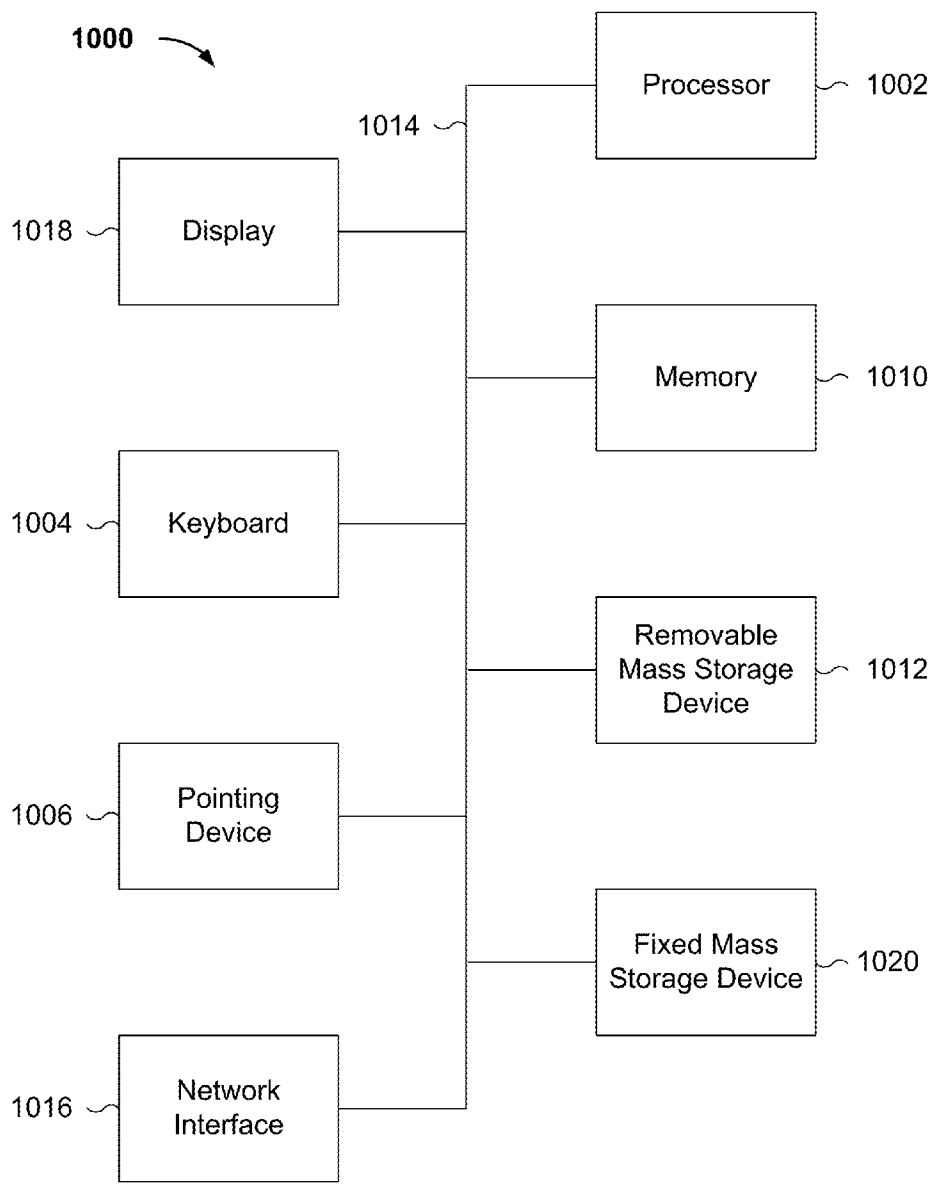 1000
Processor
1002
1014
1018
Display
Memory
1010
1004
Keyboard
Removable
Mass Storage
Device
1012
1006
Pointing
Device
Fixed Mass
Storage Device
1020
1016
Network
Interface